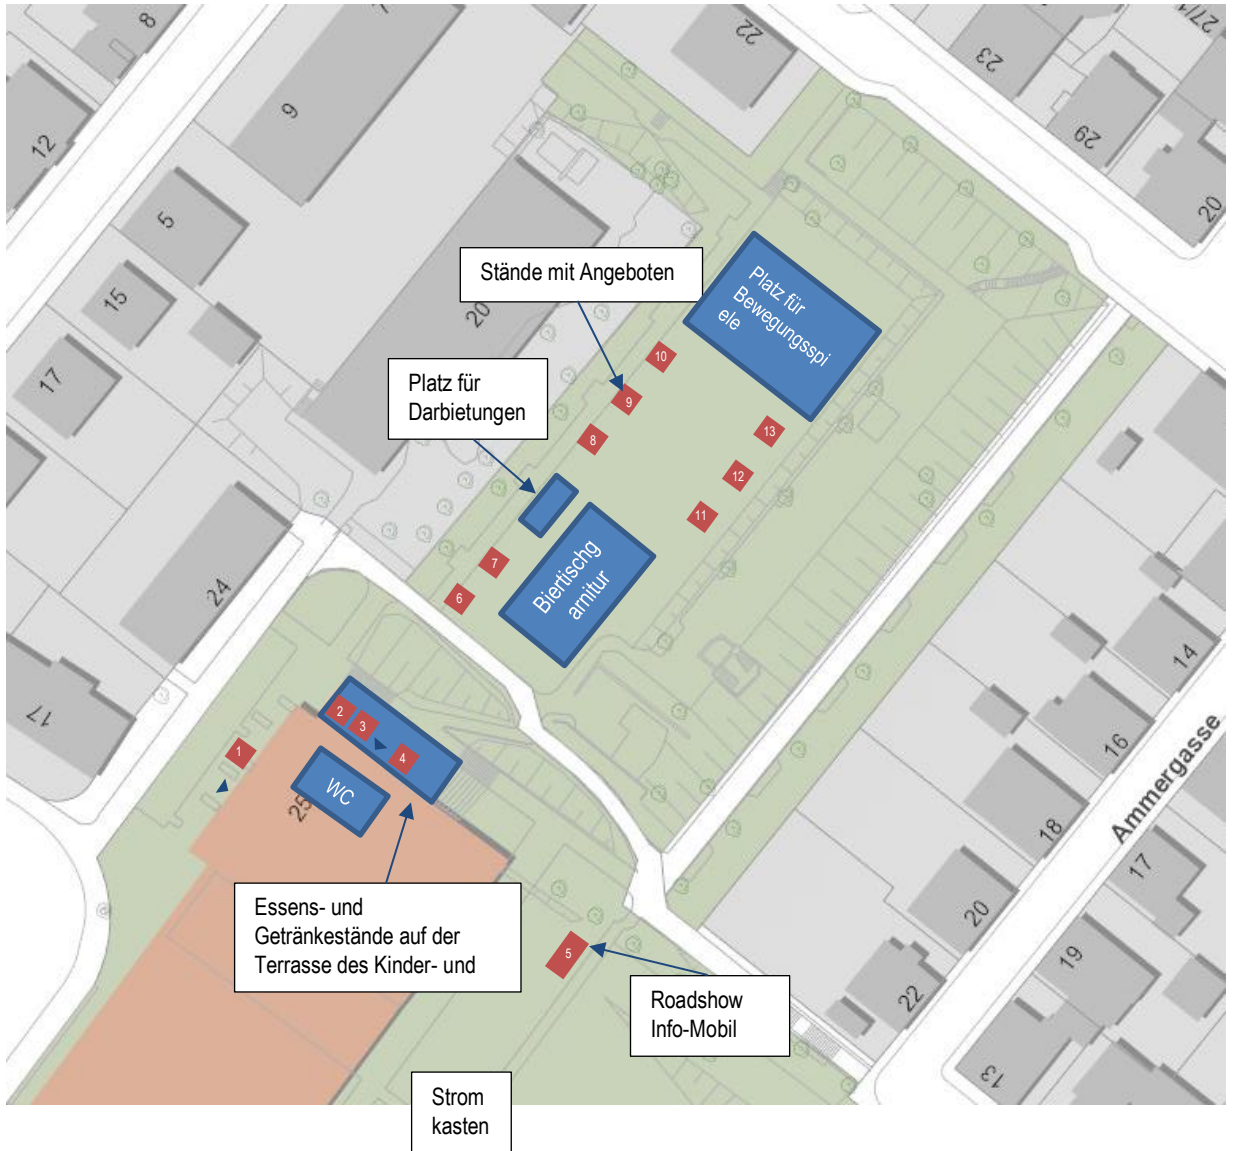 8
7
22
27/1
23
12
9
29
5
20
Stände mit Angeboten
Platz für
Bewegungsspi
ele
15
20
10
17
Platz für
Darbietungen
9
8
13
12
11
7
Biertischg
arnitur
6
24
14
17
2
3
1
4
16
Ammergasse
WC
25
18
17
Essens- und
Getränkestände auf der
Terrasse des Kinder- und
20
19
5
22
Roadshow
Info-Mobil
13
Strom
kasten